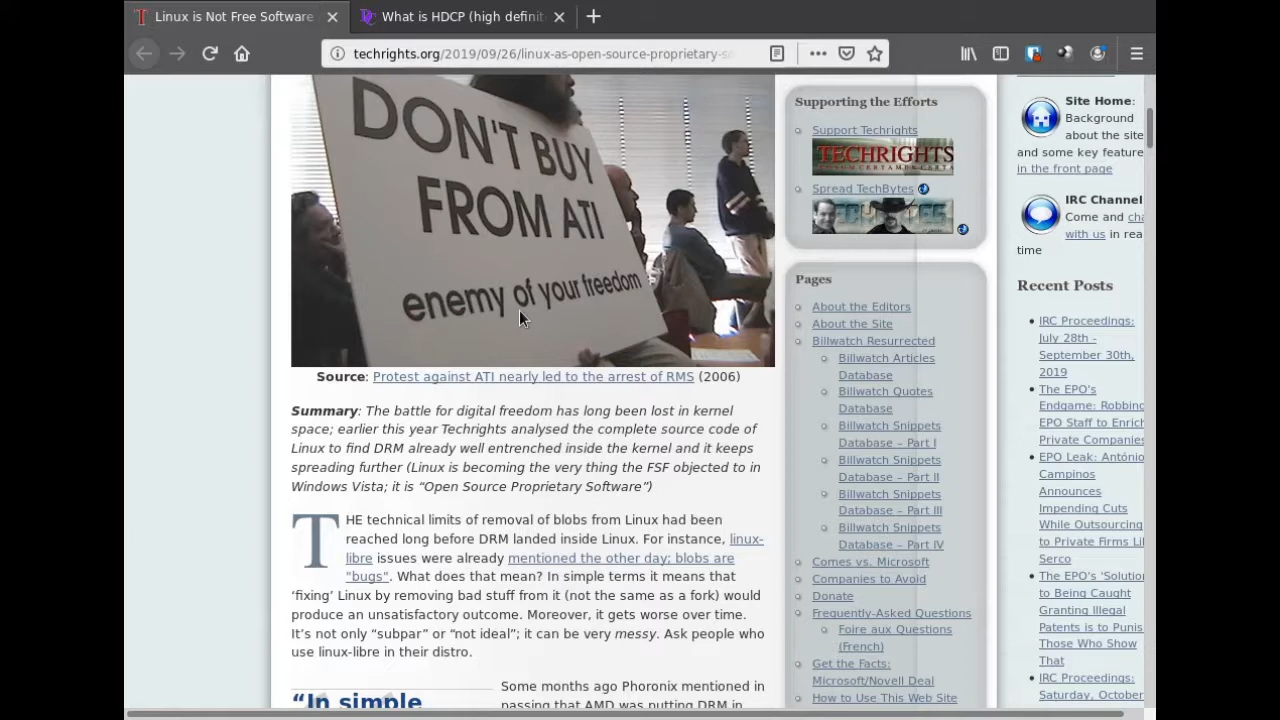 Linux is Not Free Software
What is HDCP (high definit
techrights.org/2019/09/26/linux-as-open-source-proprietary-so
DON'T BUY
FROM ATI
enemy of your freedom
Source: Protest against ATI nearly led to the arrest of RMS (2006)
Summary: The battle for digital freedom has long been lost in kernel
space; earlier this year Techrights analysed the complete source code of
Linux to find DRM already well entrenched inside the kernel and it keeps
spreading further (Linux is becoming the very thing the FSF objected to in
Windows Vista; it is “Open Source Proprietary Software”)
THE technical limits of removal of blobs from Linux had been
reached long before DRM landed inside Linux. For instance, linux-
libre issues were already mentioned the other day; blobs are
"bugs". What does that mean? In simple terms it means that
‘fixing’ Linux by removing bad stuff from it (not the same as a fork) would
produce an unsatisfactory outcome. Moreover, it gets worse over time.
It’s not only “subpar” or “not ideal”; it can be very messy. Ask people who
use linux-libre in their distro.
“In simple
Some months ago Phoronix mentioned in
passing that AMD was putting DRM in
Supporting the Efforts
Support Techrights
TECHRIGHTS
Spread TechBytes
Pages
About the Editors
About the Site
Billwatch Resurrected
Billwatch Articles
Database
Billwatch Quotes
Database
Billwatch Snippets
Database – Part I
Billwatch Snippets
Database – Part II
Billwatch Snippets
Database – Part III
Billwatch Snippets
Database – Part IV
Comes vs. Microsoft
Companies to Avoid
Donate
Frequently-Asked Questions
Foire aux Questions
(French)
Get the Facts:
Microsoft/Novell Deal
How to Use This Web Site
Site Home:
Background
about the site
and some key feature
in the front page
IRC Channel
Come and cha
with us in rea
time
Recent Posts
IRC Proceedings:
July 28th -
September 30th,
2019
The EPO's
Endgame: Robbing
EPO Staff to Enrich
Private Companies
EPO Leak: António
Campinos
Announces
Impending Cuts
While Outsourcing
to Private Firms Li
Serco
The EPO's 'Solution
to Being Caught
Granting Illegal
Patents is to Punis
Those Who Show
That
IRC Proceedings:
Saturday, October